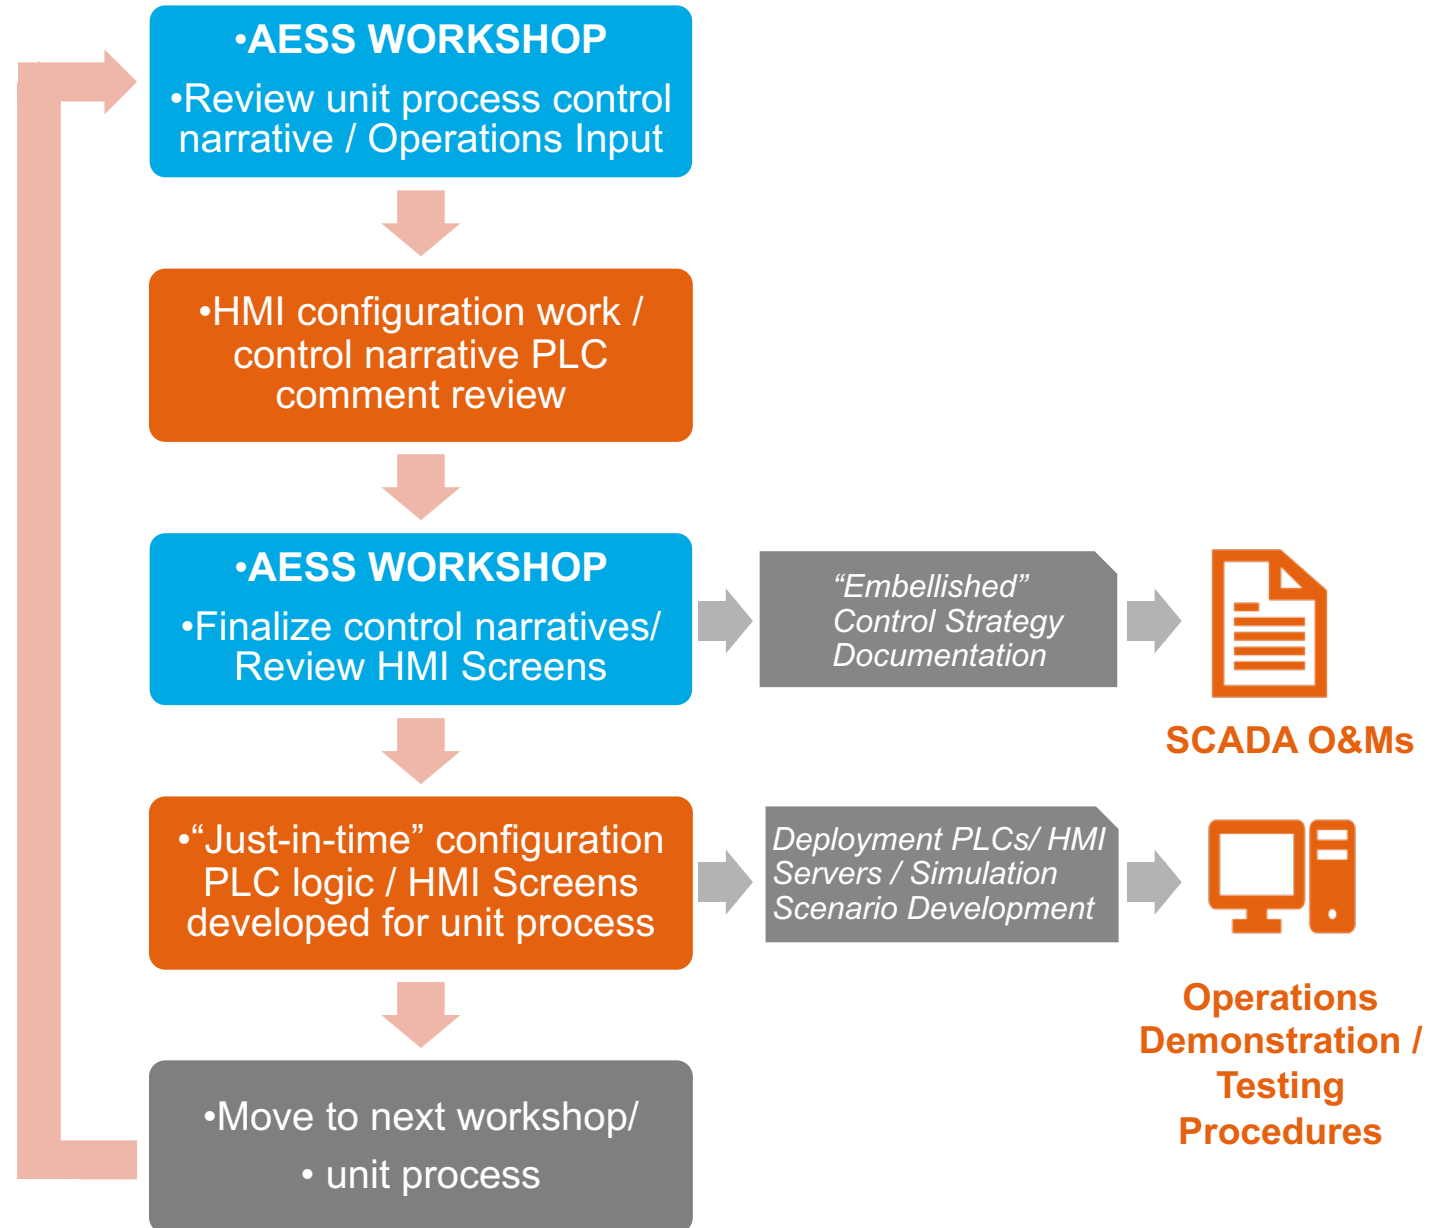 •AESS WORKSHOP
•Review unit process control
narrative / Operations Input
•HMI configuration work /
control narrative PLC
comment review
•AESS WORKSHOP
•Finalize control narratives/
Review HMI Screens
“Embellished”
Control Strategy
Documentation
SCADA O&Ms
•“Just-in-time” configuration
PLC logic / HMI Screens
developed for unit process
Deployment PLCs/ HMI
Servers / Simulation
Scenario Development
Operations
Demonstration /
Testing
Procedures
•Move to next workshop/
• unit process